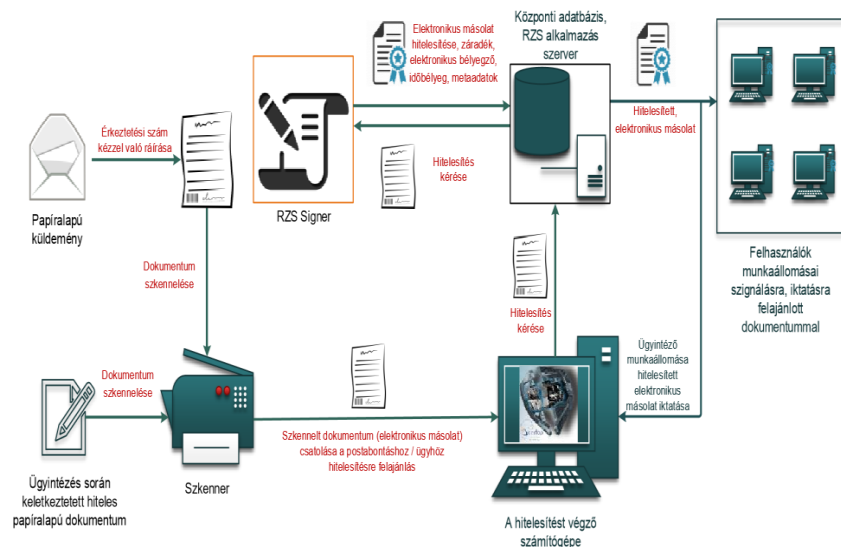 Elektronikus másolat
hitelesítése, záradék,
elektronikus bélyegző,
időbélyeg, metaadatok
Központi adatbázis,
RZS alkalmazás
szerver
Hitelesített,
elektronikus másolat
Érkeztetési szám
kézzel való ráírása
Hitelesítés
kérése
Papíralapú
küldemény
RZS Signer
Felhasználók
munkaállomásai
szignálásra, iktatásra
felajánlott
dokumentummal
Dokumentum
szkennelése
Hitelesítés
kérése
Ügyintéző
munkaállomása
hitelesített
elektronikus
másolat iktatása
Dokumentum
szkennelése
Szkennelt dokumentum (elektronikus másolat)
csatolása a postabontáshoz / ügyhöz
hitelesítésre felajánlás
Szkenner
Ügyintézés során
keletkeztetett hiteles
papíralapú dokumentum
A hitelesítést végző
számítógépe